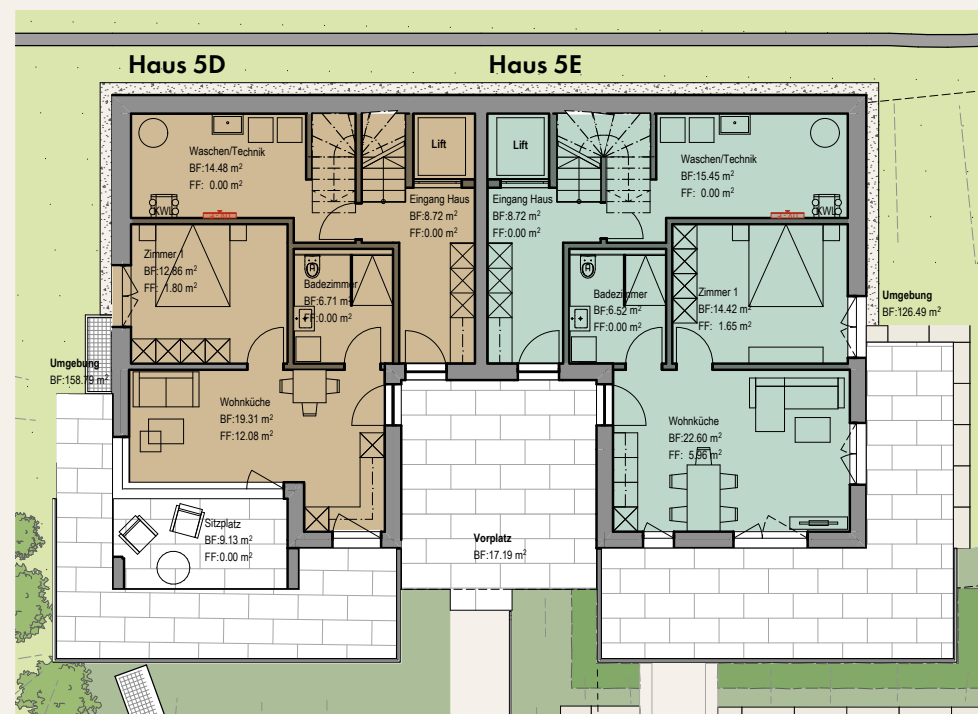 Haus 5D
Haus 5E
Waschen/Technik
BF:14.48 m²
FF: 0.00 m²
Lift
Lift
Waschen/Technik
BF:15.45 m²
FF: 0.00 m²
KWL
Eingang Haus
BF:8.72 m²
FF:0.00 m²
Eingang Haus
BF:8.72 m²
FF:0.00 m²
KWL
Zimmer 1
BF:12.86 m²
FF: 1.80 m²
Badezimmer
BF:6.71 m²
FF:0.00 m²
Badezimmer
BF:6.52 m²
FF:0.00 m²
Zimmer 1
BF:14.42 m²
FF: 1.65 m²
Umgebung
BF:126.49 m²
Umgebung
BF:158.79 m²
Wohnküche
BF:19.31 m²
FF:12.08 m²
Wohnküche
BF:22.60 m²
FF: 5.96 m²
Sitzplatz
BF:9.13 m²
FF:0.00 m²
Vorplatz
BF:17.19 m²